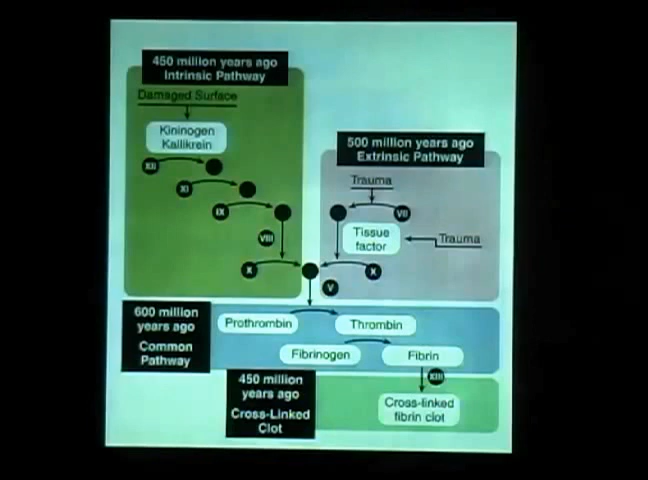 450 million years ago
Intrinsic Pathway
Damaged Surface
Kininogen
Kallikrein
XII
XI
IX
VIII
X
500 million years ago
Extrinsic Pathway
Trauma
VII
Tissue
factor
Trauma
X
V
600 million
years ago
Common
Pathway
Prothrombin
Thrombin
Fibrinogen
Fibrin
XIII
450 million
years ago
Cross-Linked
Clot
Cross-linked
fibrin clot